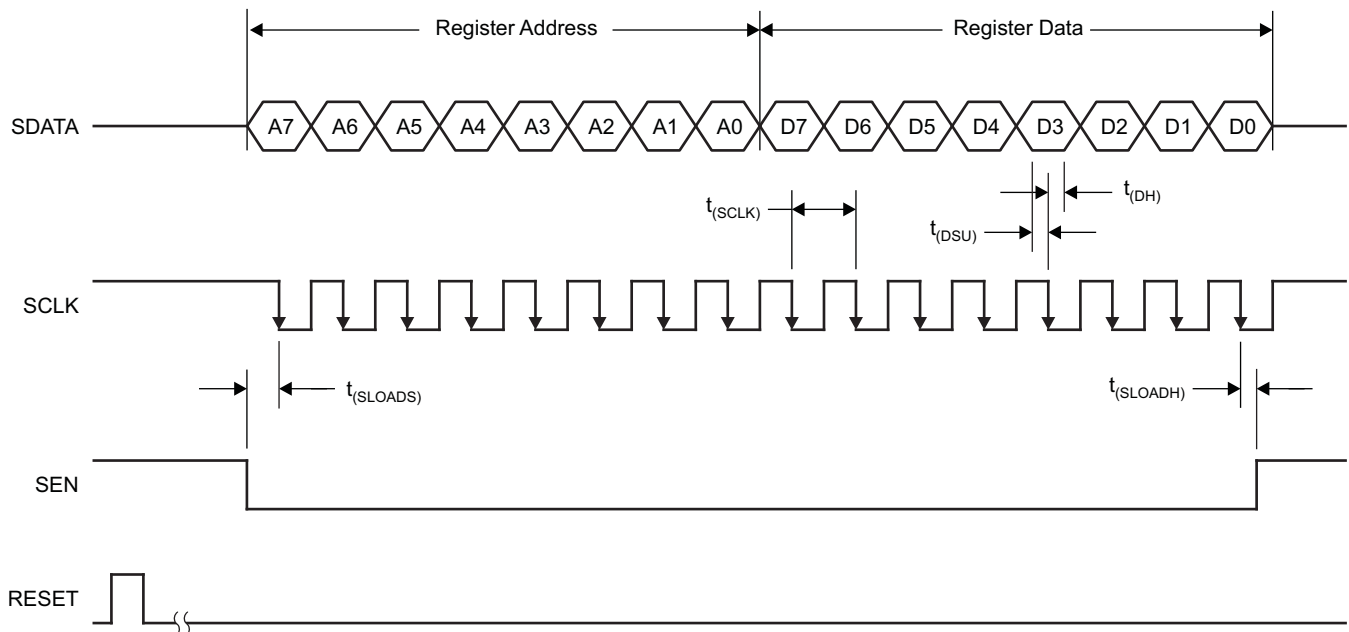 Register Address
Register Data
SDATA
A7 A6 A5 A4 A3 A2 A1 A0 D7 D6 D5 D4 D3 D2 D1 D0
t(SCLK)
t(DH)
t(DSU)
SCLK
t(SLOADS)
t(SLOADH)
SEN
RESET